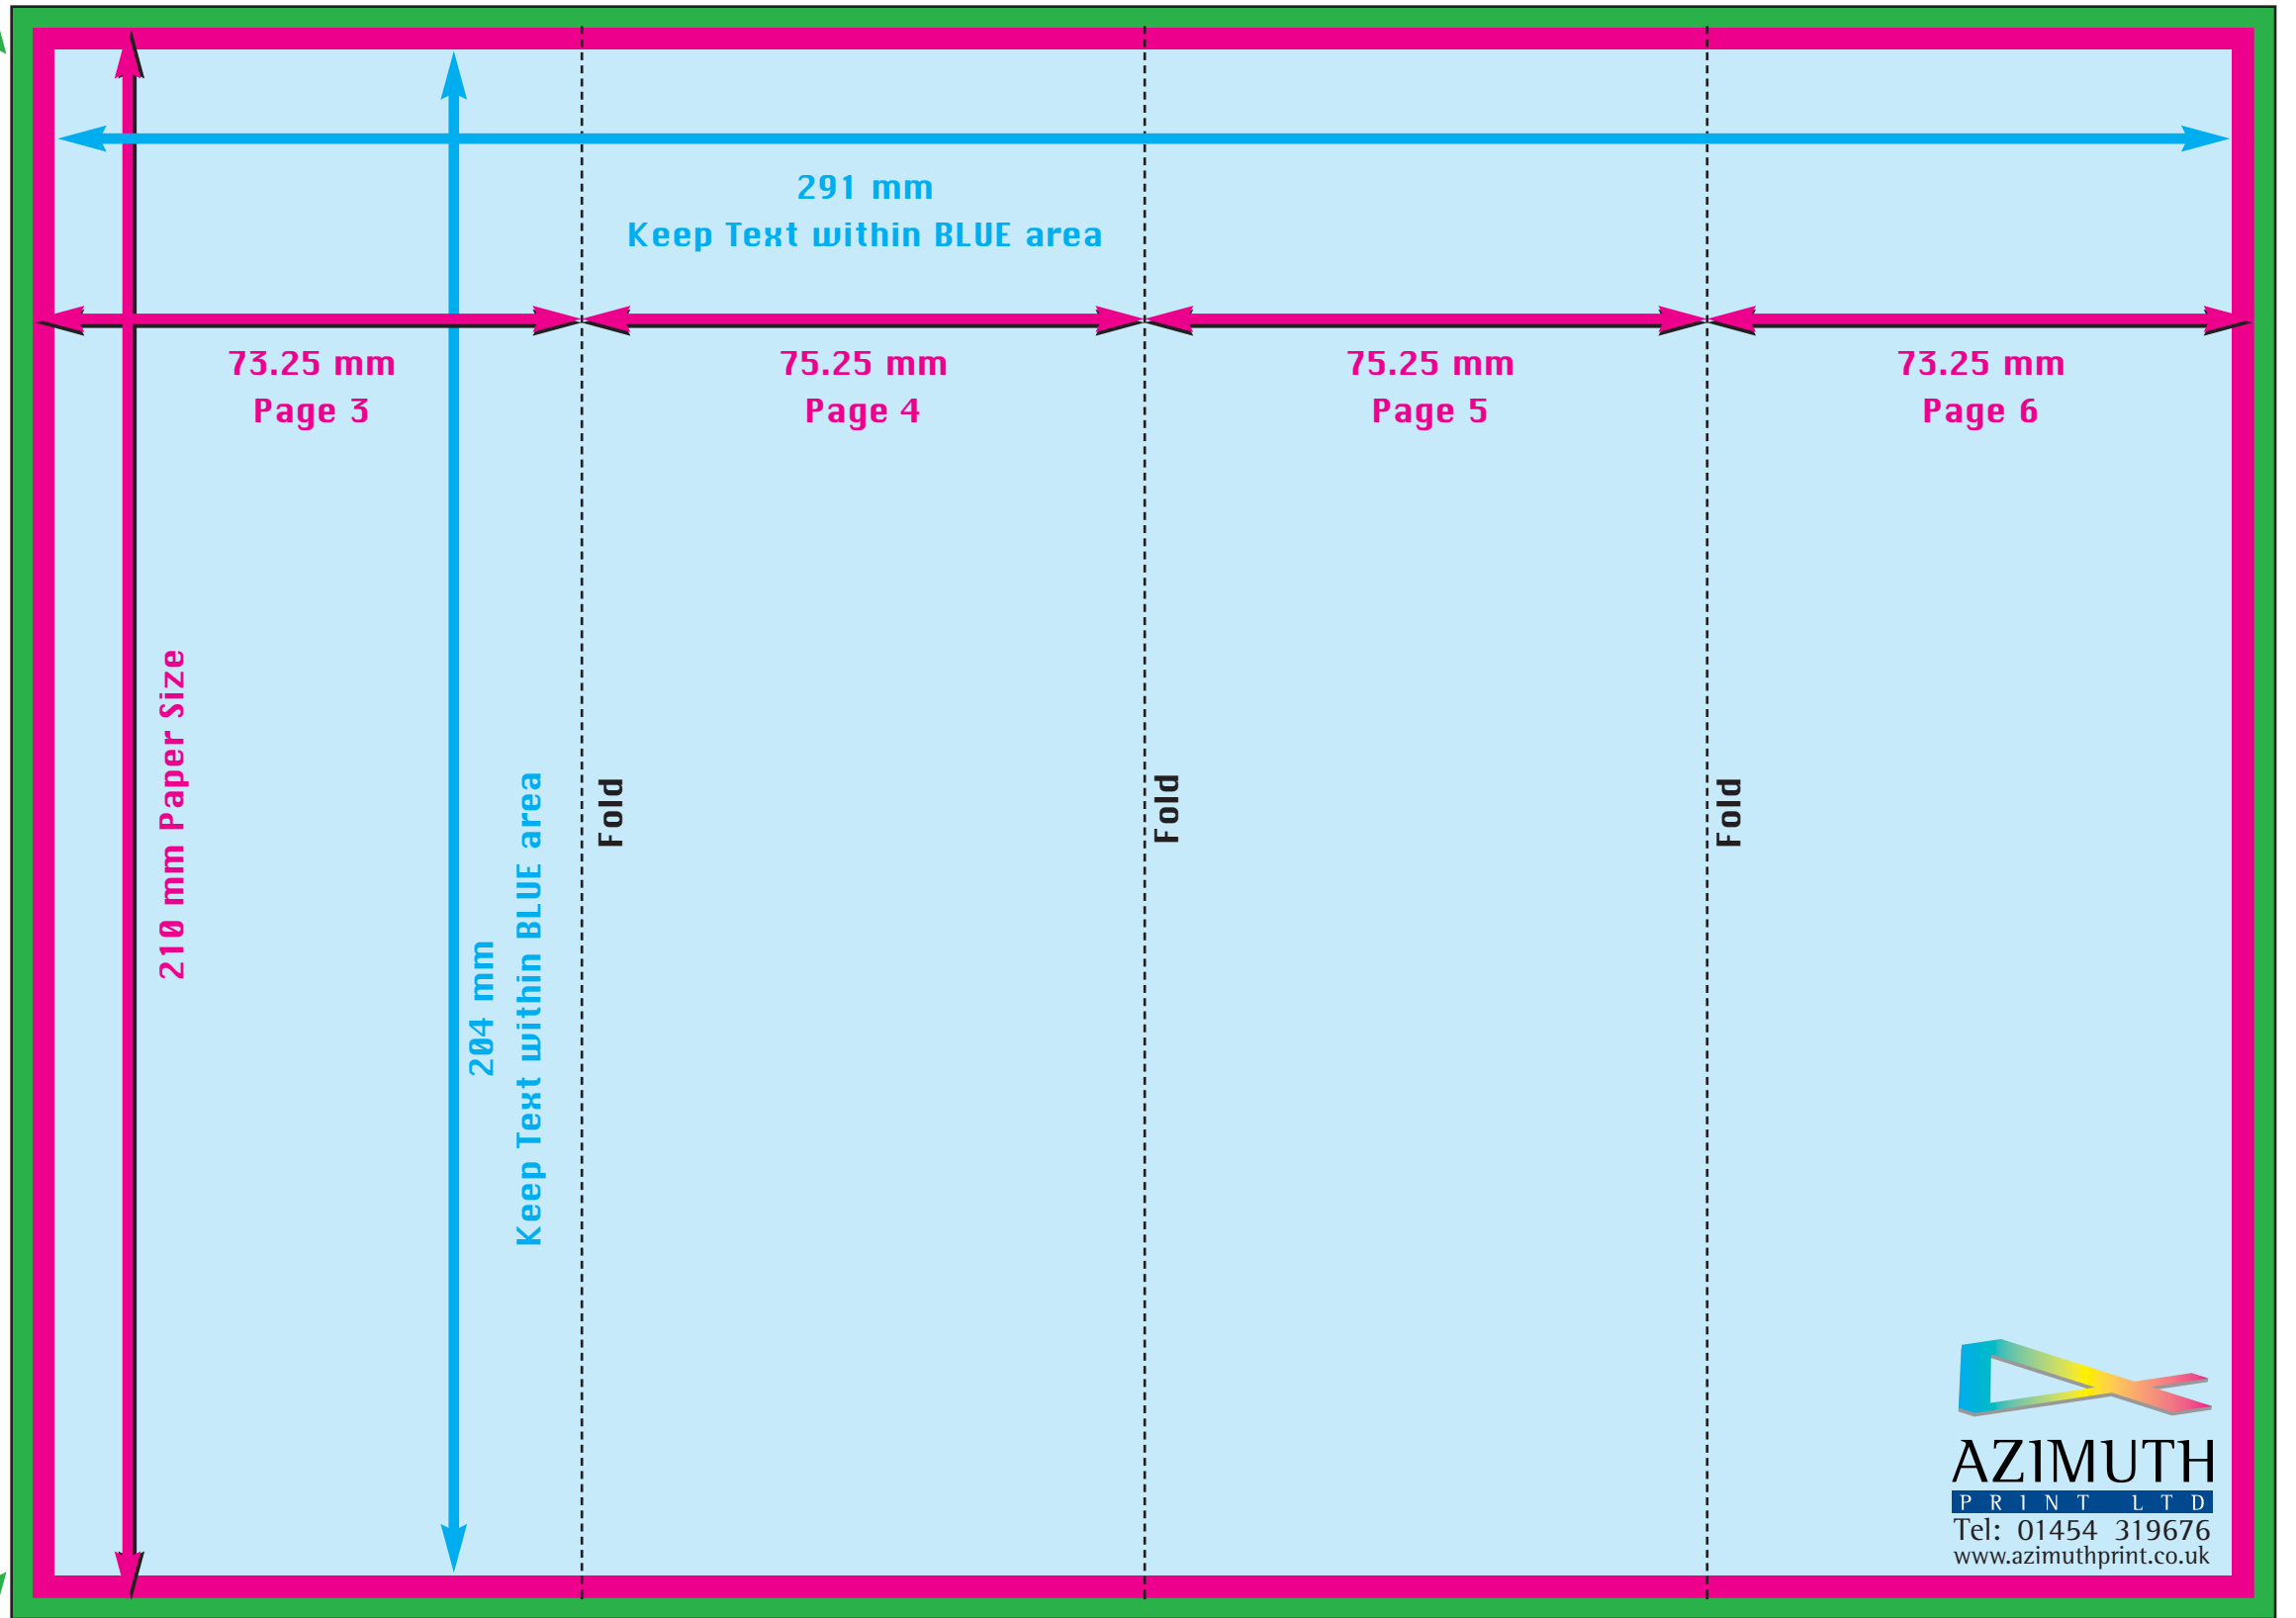 291 mm
Keep Text within BLUE area
73.25 mm
Page 3
75.25 mm
Page 4
75.25 mm
Page 5
73.25 mm
Page 6
210 mm Paper Size
204 mm
Keep Text within BLUE area
Fold
Fold
Fold
AZIMUTH
PRINT LTD
Tel: 01454 319676
www.azimuthprint.co.uk